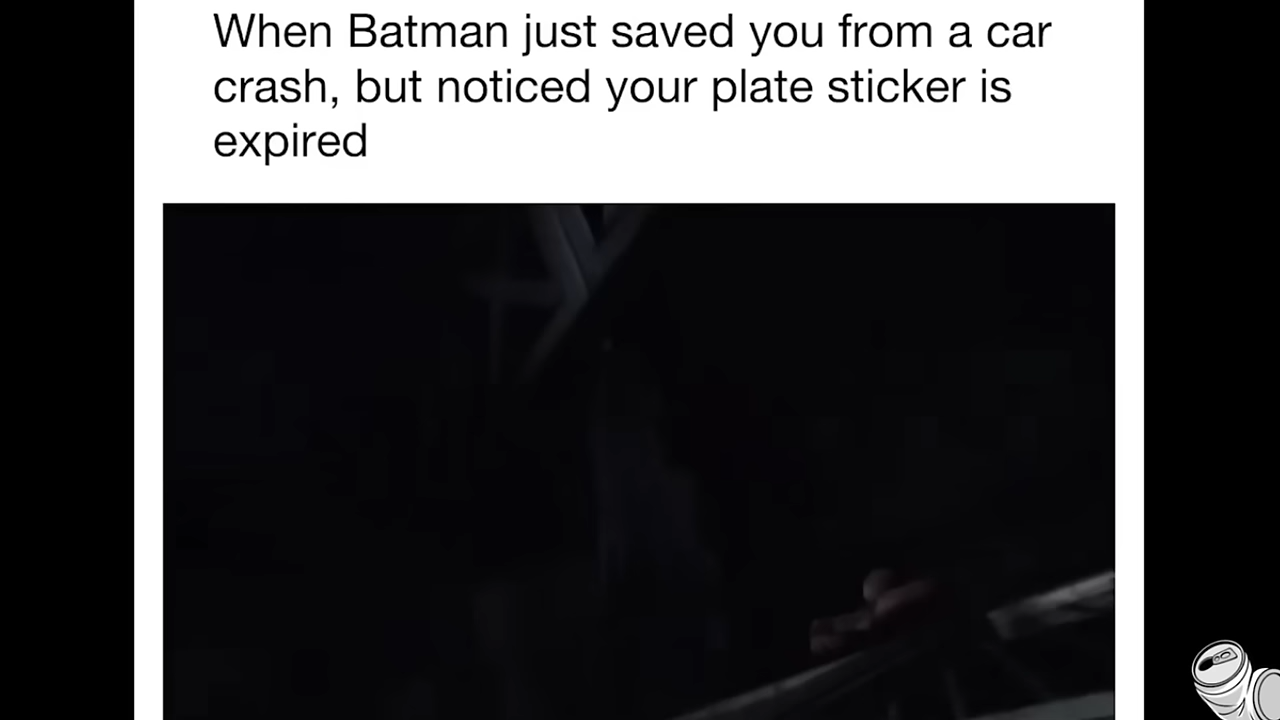 When Batman just saved you from a car
crash, but noticed your plate sticker is
expired